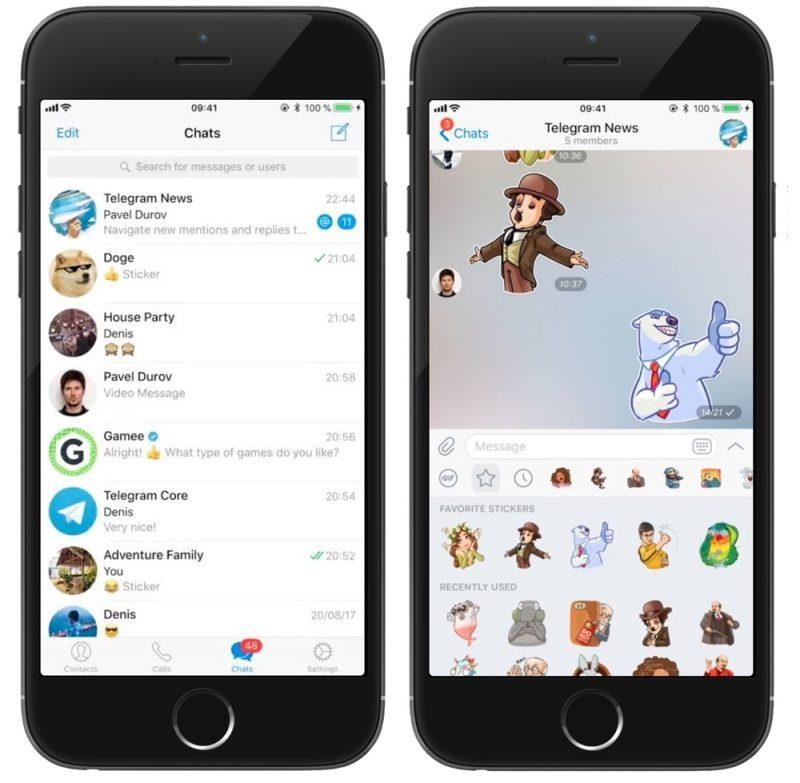 09:41
100 %
Edit
Chats
Search for messages or users
Telegram News
22:44
Pavel Durov
Navigate new mentions and replies t...
@
11
Doge
21:04
👍 Sticker
House Party
21:04
Denis
🙈🙈
Pavel Durov
20:58
Video Message
G
Gamee
20:56
Alright! 👍 What type of games do you like?
Telegram Core
20:54
Denis
Very nice!
Adventure Family
20:52
You
😂 Sticker
Denis
20/08/17
😎
48
Contacts
Calls
Chats
Settings
09:41
100 %
3
Chats
Telegram News
5 members
10:36
10:37
14:21
Message
GIF
FAVORITE STICKERS
RECENTLY USED